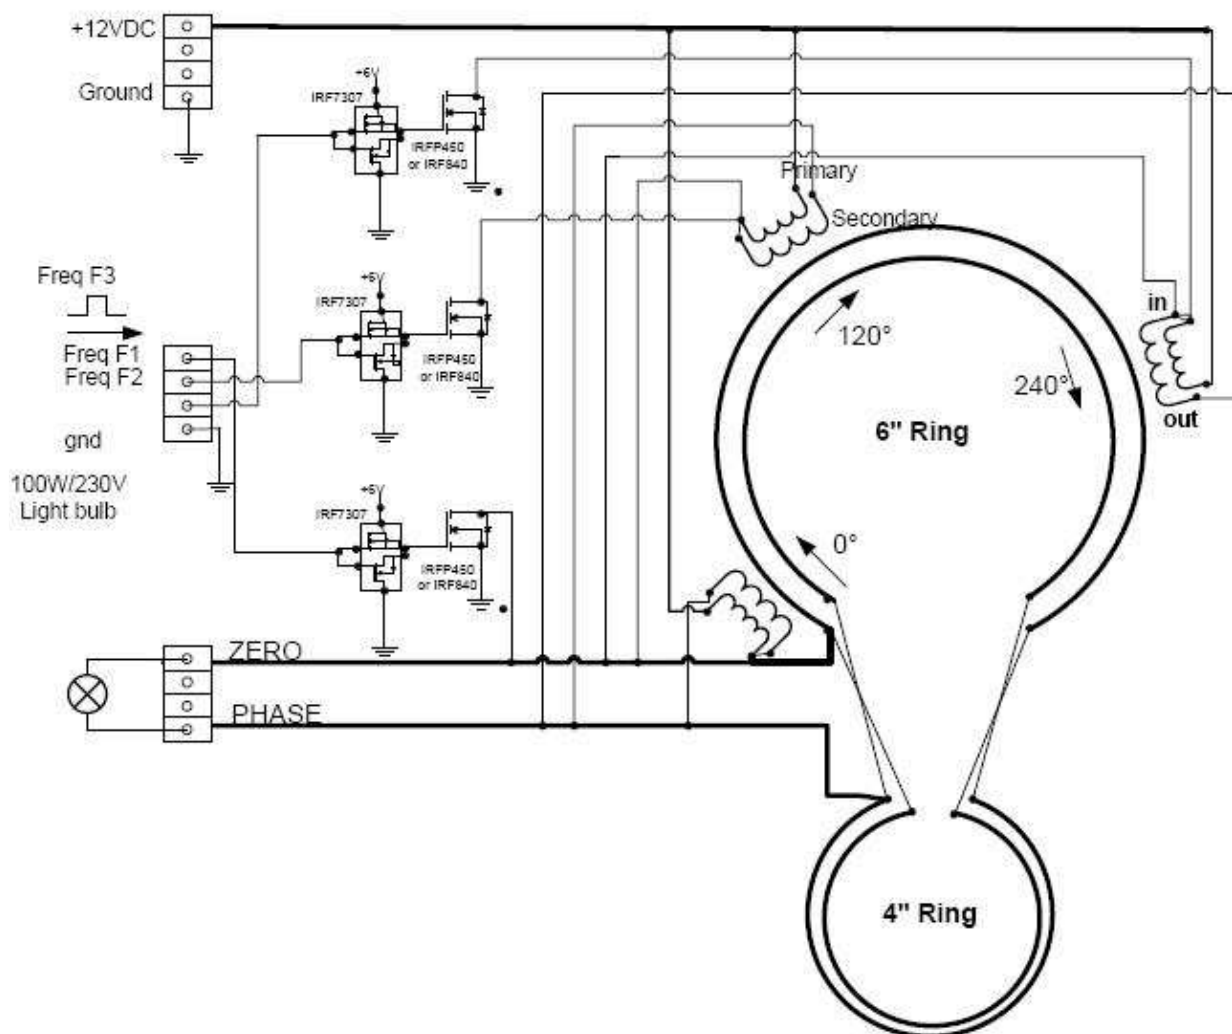 +12VDC
Ground
+6V
IRF7307
IRFP450
or IRF840
Primary
Secondary
Freq F3
+6V
IRF7307
IRFP450
or IRF840
in
120°
240°
out
Freq F1
Freq F2
gnd
6" Ring
100W/230V
Light bulb
+6V
IRF7307
IRFP450
or IRF840
0°
ZERO
PHASE
4" Ring